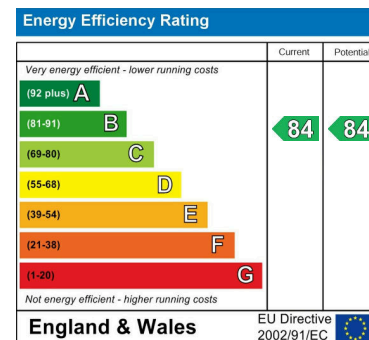 Energy Efficiency Rating
Current Potential
Very energy efficient - lower running costs
(92 plus) A
(81-91) B
84 84
(69-80) C
(55-68) D
(39-54) E
(21-38) F
(1-20) G
Not energy efficient - higher running costs
England & Wales
EU Directive
2002/91/EC